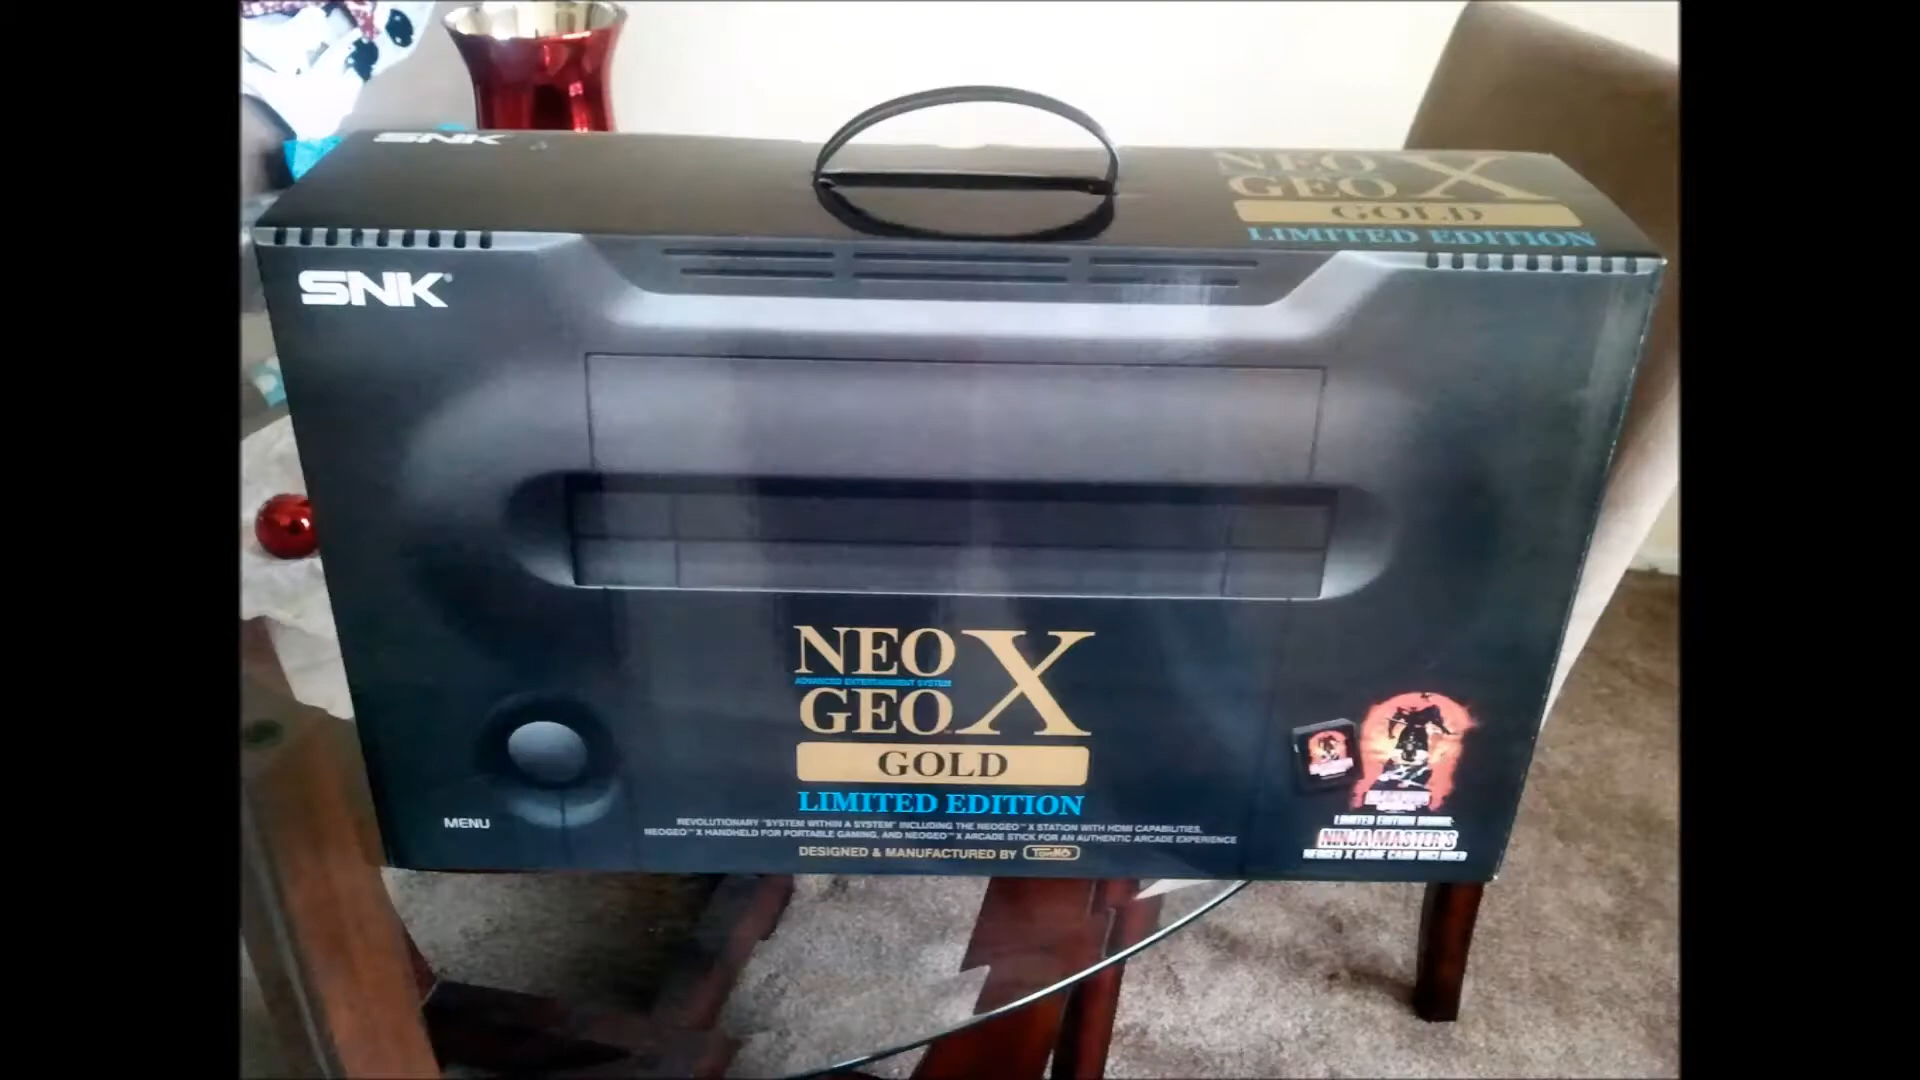 SNK
NEO
GEO X
GOLD
LIMITED EDITION
SNK
NEO
ADVANCED ENTERTAINMENT SYSTEM
GEO X
GOLD
LIMITED EDITION
REVOLUTIONARY "SYSTEM WITHIN A SYSTEM" INCLUDING THE NEOGEO™ X STATION WITH HDMI CAPABILITIES,
NEOGEO™ X HANDHELD FOR PORTABLE GAMING, AND NEOGEO™ X ARCADE STICK FOR AN AUTHENTIC ARCADE EXPERIENCE
DESIGNED & MANUFACTURED BY TOMMO
MENU
LIMITED EDITION BONUS:
NINJA MASTER'S
NEOGEO X GAME CARD INCLUDED